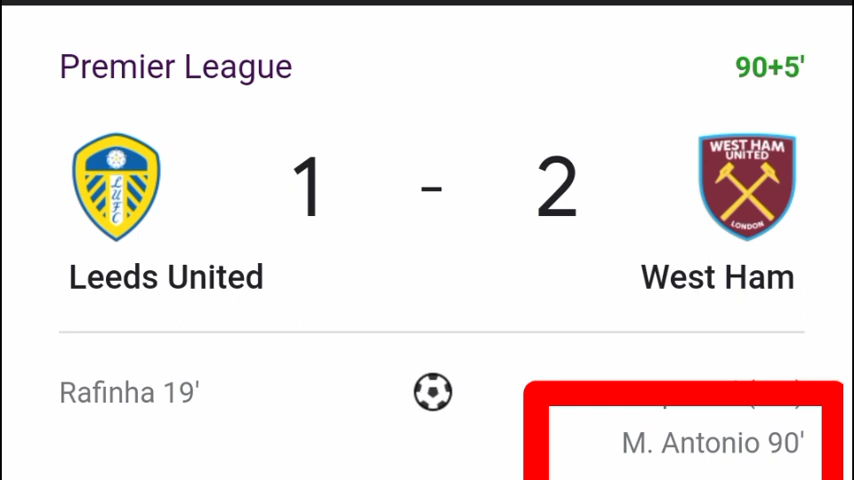 Premier League
90+5'
LUFC
1 - 2
WEST HAM
UNITED
LONDON
Leeds United
West Ham
Rafinha 19'
M. Antonio 90'